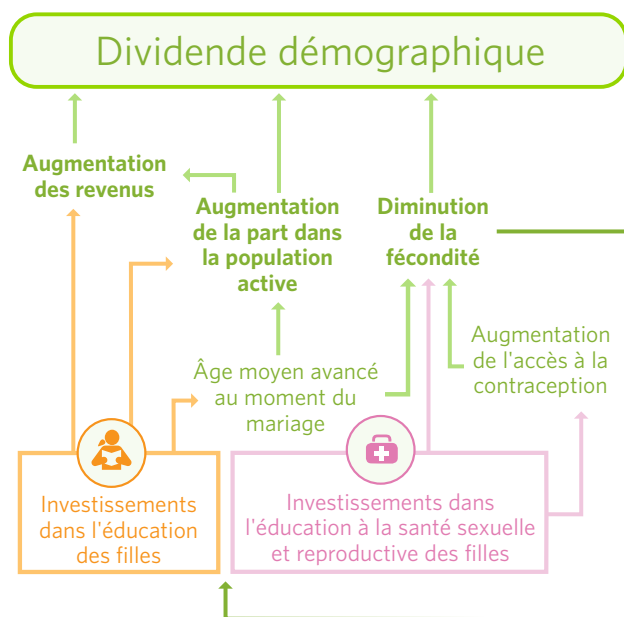 Dividende démographique
Augmentation
des revenus
Augmentation
de la part dans
la population
active
Diminution
de la
fécondité
Augmentation
de l'accès à la
contraception
Âge moyen avancé
au moment du
mariage
Investissements
dans l'éducation
des filles
Investissements dans
l'éducation à la santé sexuelle
et reproductive des filles